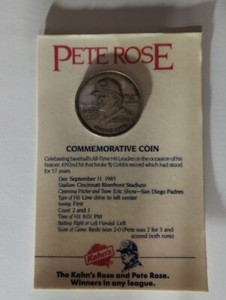 PETE ROSE
COMMEMORATIVE COIN
Celebrating baseball's All-Time Hit Leader on the occasion of his
historic 4192nd hit that broke Ty Cobb's record which had stood
for 57 years.
Date: September 11, 1985
Stadium: Cincinnati Riverfront Stadium
Opposing Pitcher and Team: Eric Show—San Diego Padres
Type of Hit: Line drive to left center
Inning: First
Count: 2 and 1
Time of Hit: 8:01 PM
Batting Right or Left Handed: Left
Score of Game: Reds won 2-0 (Pete was 2 for 3 and
scored both runs)
Kahn's
The Kahn's Rose and Pete Rose.
Winners in any league.